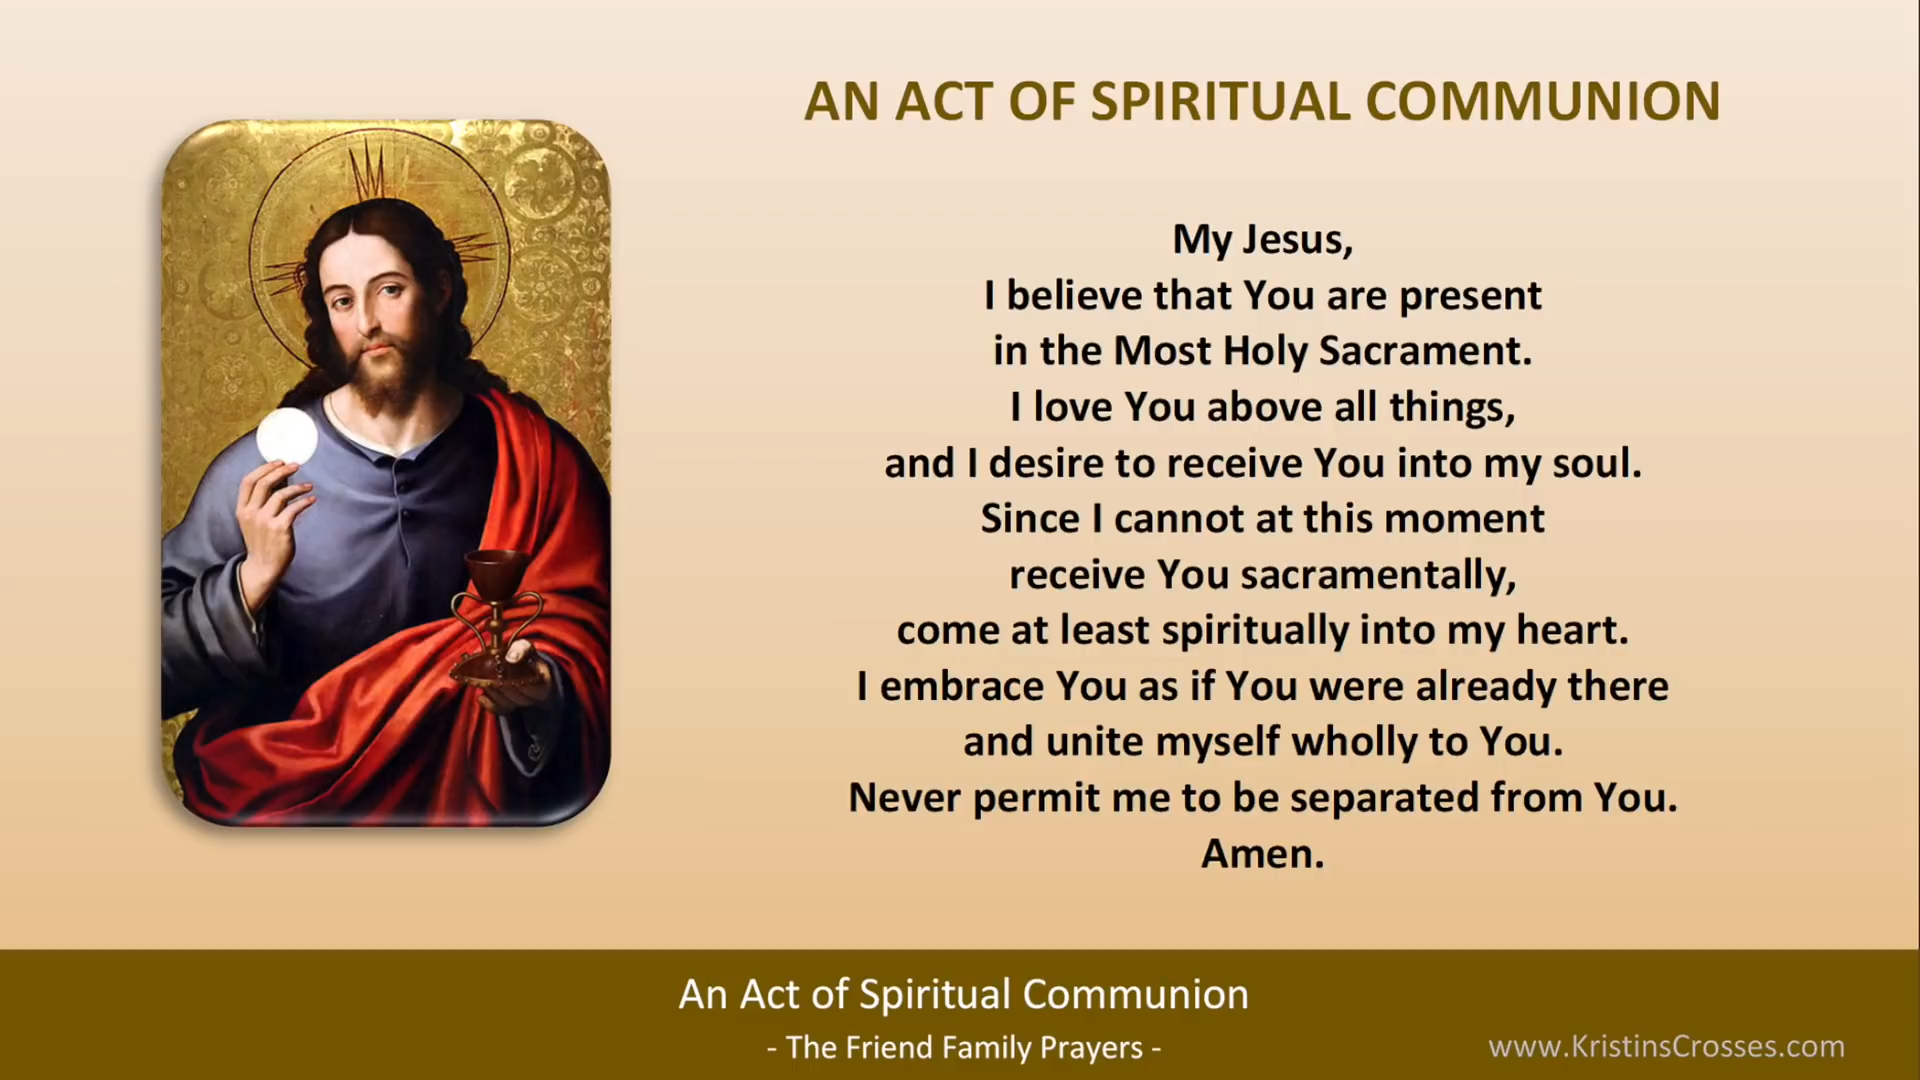 AN ACT OF SPIRITUAL COMMUNION
My Jesus,
I believe that You are present
in the Most Holy Sacrament.
I love You above all things,
and I desire to receive You into my soul.
Since I cannot at this moment
receive You sacramentally,
come at least spiritually into my heart.
I embrace You as if You were already there
and unite myself wholly to You.
Never permit me to be separated from You.
Amen.
An Act of Spiritual Communion
- The Friend Family Prayers -
www.KristinsCrosses.com